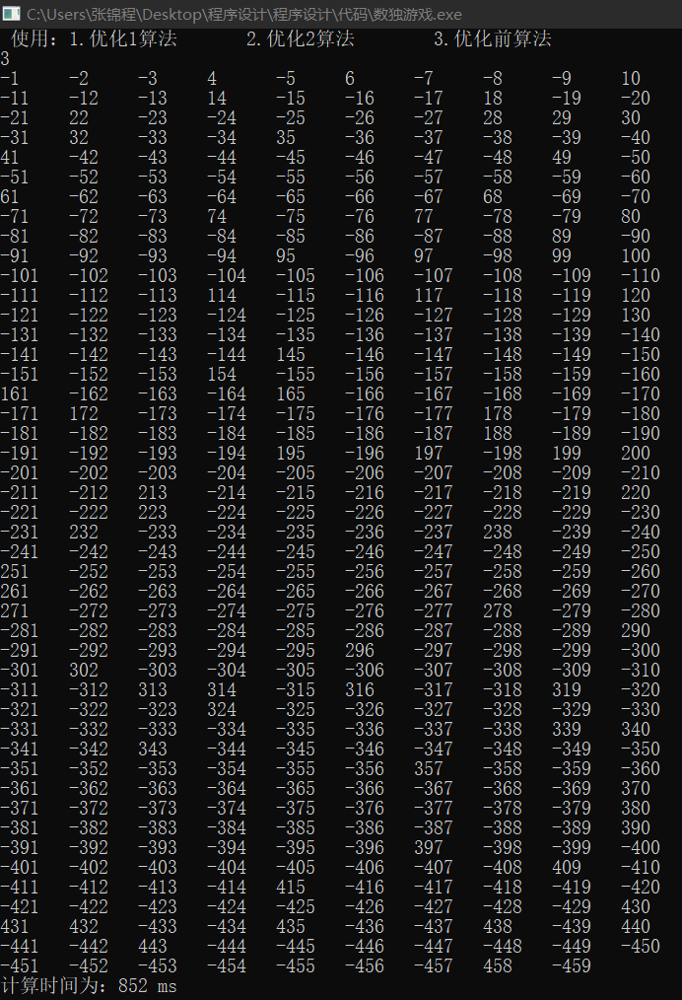 C:\Users\张锦程\Desktop\程序设计\程序设计\代码\数独游戏.exe
使用: 1.优化1算法 2.优化2算法 3.优化前算法
3
-1 -2 -3 4 -5 6 -7 -8 -9 10
-11 -12 -13 14 -15 -16 -17 18 -19 -20
-21 22 -23 -24 -25 -26 -27 28 29 30
-31 32 -33 -34 35 -36 -37 -38 -39 -40
41 -42 -43 -44 -45 -46 -47 -48 49 -50
-51 -52 -53 -54 -55 -56 -57 -58 -59 -60
61 -62 -63 -64 -65 -66 -67 68 -69 -70
-71 -72 -73 74 -75 -76 77 -78 -79 80
-81 -82 -83 -84 -85 -86 -87 -88 89 -90
-91 -92 -93 -94 95 -96 97 -98 99 100
-101 -102 -103 -104 -105 -106 -107 -108 -109 -110
-111 -112 -113 114 -115 -116 117 -118 -119 120
-121 -122 -123 -124 -125 -126 -127 -128 -129 130
-131 -132 -133 -134 -135 -136 -137 -138 -139 -140
-141 -142 -143 -144 145 -146 -147 -148 -149 -150
-151 -152 -153 154 -155 -156 -157 -158 -159 -160
161 -162 -163 -164 165 -166 -167 -168 -169 -170
-171 172 -173 -174 -175 -176 -177 178 -179 -180
-181 -182 -183 -184 -185 -186 -187 188 -189 -190
-191 -192 -193 -194 195 -196 197 -198 199 200
-201 -202 -203 -204 -205 -206 -207 -208 -209 -210
-211 -212 213 -214 -215 -216 -217 -218 -219 220
-221 -222 223 -224 -225 -226 -227 -228 -229 -230
-231 232 -233 -234 -235 -236 -237 238 -239 -240
-241 -242 -243 -244 -245 -246 -247 -248 -249 -250
251 -252 -253 -254 -255 -256 -257 -258 -259 -260
261 -262 -263 -264 -265 -266 -267 -268 -269 -270
271 -272 -273 -274 -275 -276 -277 278 -279 -280
-281 -282 -283 -284 -285 -286 -287 -288 -289 290
-291 -292 -293 -294 -295 296 -297 -298 -299 -300
-301 302 -303 -304 -305 -306 -307 -308 -309 -310
-311 -312 313 314 -315 316 -317 -318 319 -320
-321 -322 -323 324 -325 -326 -327 -328 -329 -330
-331 -332 -333 -334 -335 -336 -337 -338 339 340
-341 -342 343 -344 -345 -346 -347 -348 -349 -350
-351 -352 -353 -354 -355 -356 357 -358 -359 -360
-361 -362 -363 -364 -365 -366 -367 -368 -369 370
-371 -372 -373 -374 -375 -376 -377 -378 -379 380
-381 -382 -383 -384 -385 -386 -387 -388 -389 390
-391 -392 -393 -394 -395 -396 397 -398 -399 -400
-401 -402 -403 -404 -405 -406 -407 -408 409 -410
-411 -412 -413 -414 415 -416 -417 -418 -419 -420
-421 -422 -423 -424 -425 -426 -427 -428 -429 430
431 432 -433 -434 435 -436 -437 438 -439 440
-441 -442 443 -444 -445 -446 -447 -448 -449 -450
-451 -452 -453 -454 -455 -456 -457 458 -459
计算时间为: 852 ms